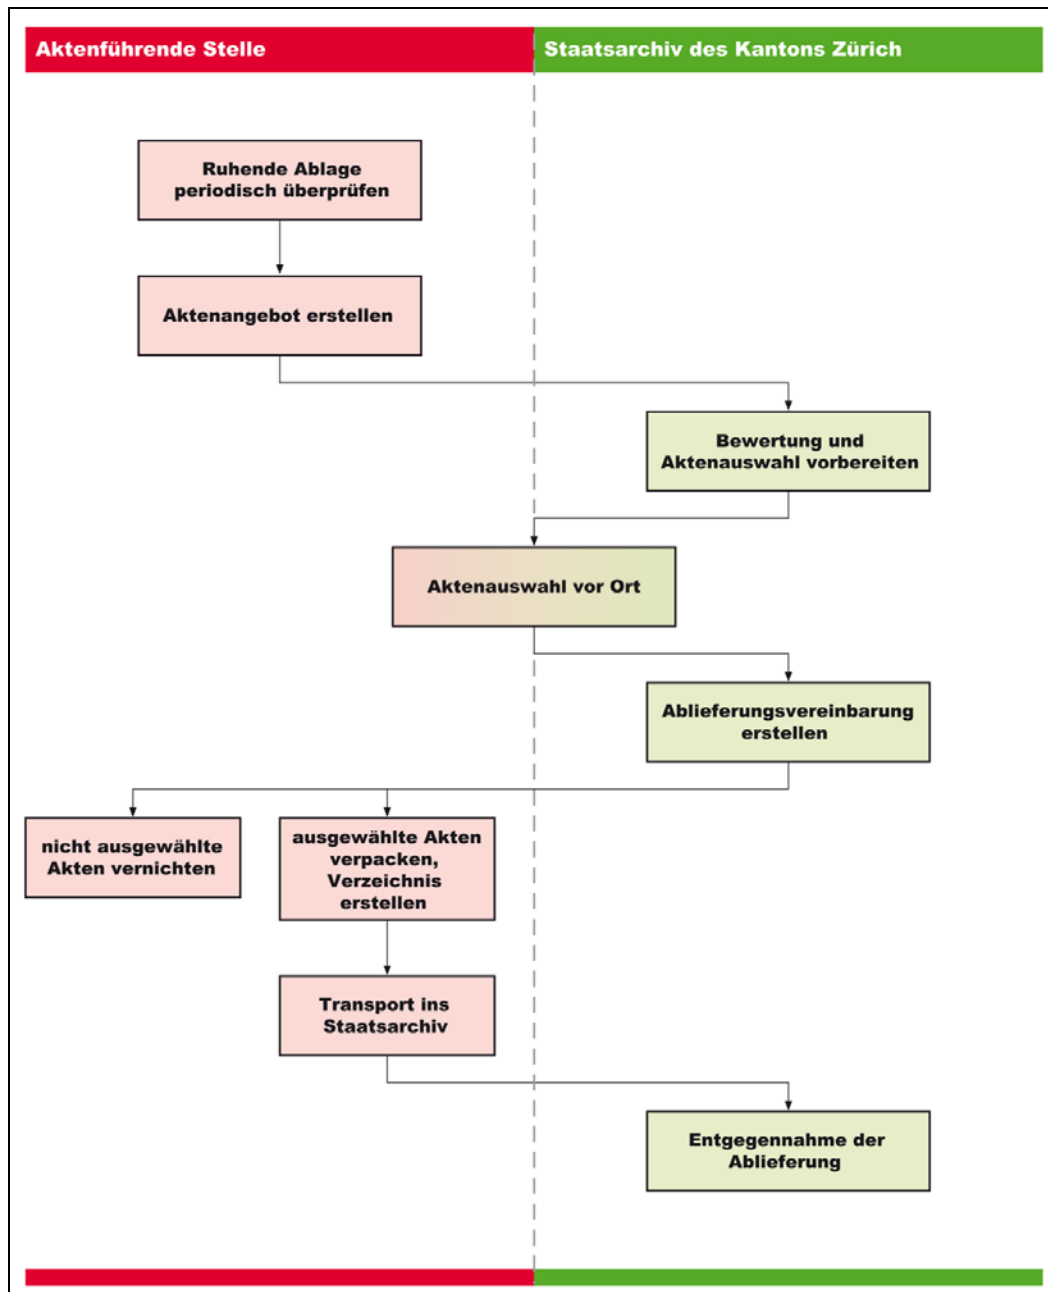 Aktenführende Stelle
Staatsarchiv des Kantons Zürich
Ruhende Ablage
periodisch überprüfen
Aktenangebot erstellen
Bewertung und
Aktenauswahl vorbereiten
Aktenauswahl vor Ort
Ablieferungsvereinbarung
erstellen
nicht ausgewählte
Akten vernichten
ausgewählte Akten
verpacken,
Verzeichnis
erstellen
Transport ins
Staatsarchiv
Entgegennahme der
Ablieferung